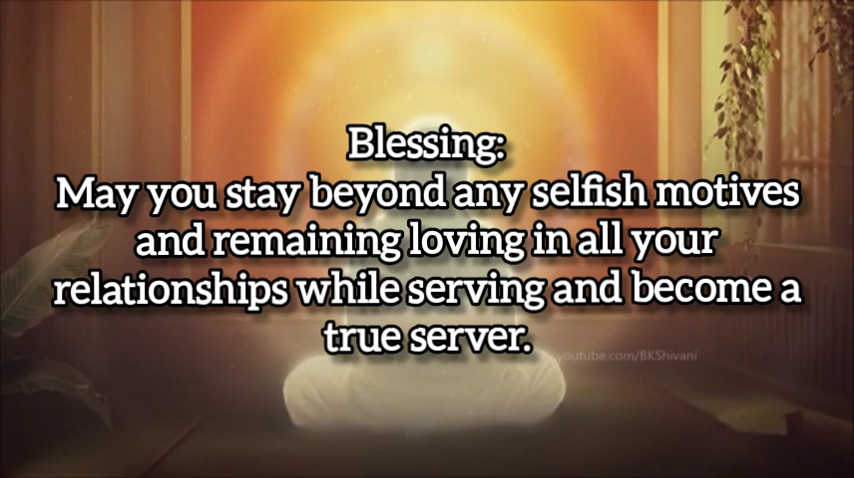 Blessing:
May you stay beyond any selfish motives
and remaining loving in all your
relationships while serving and become a
true server.
youtube.com/BKShivani